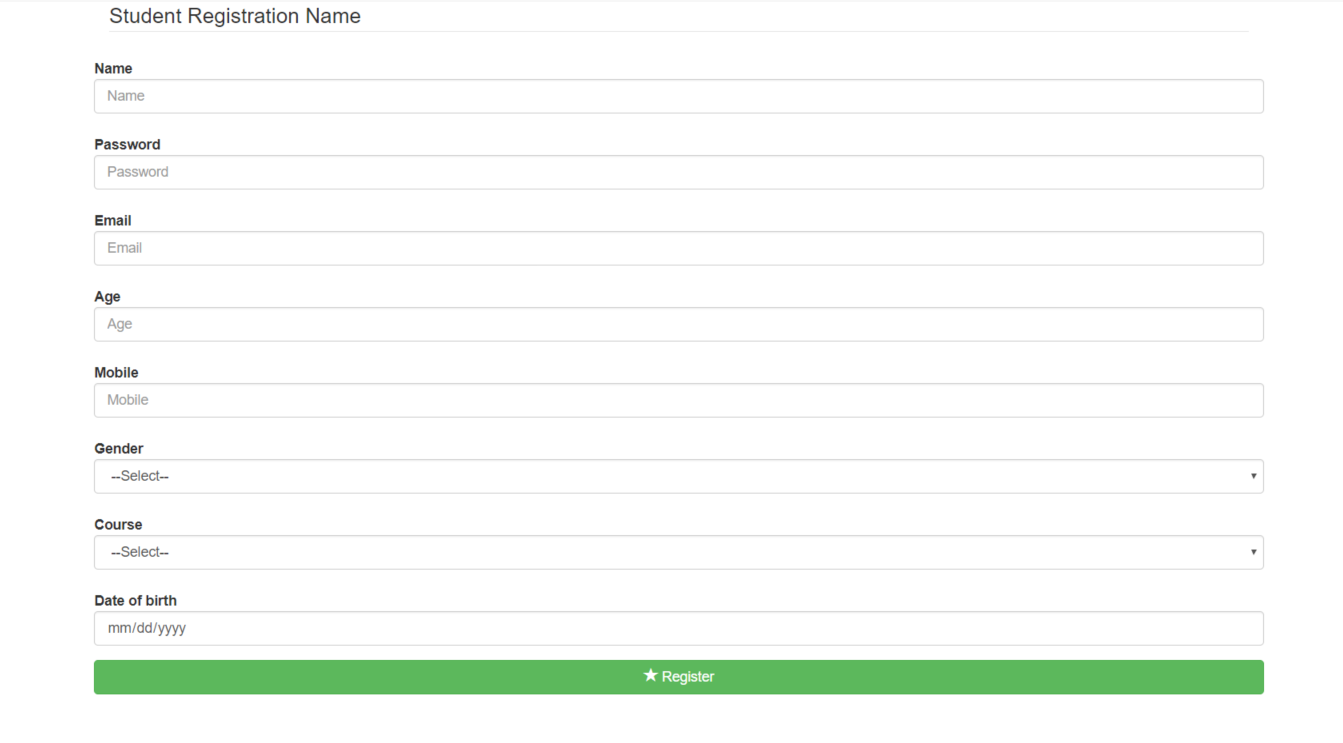 Student Registration Name
Name
Name
Password
Password
Email
Email
Age
Age
Mobile
Mobile
Gender
--Select--
Course
--Select--
Date of birth
mm/dd/yyyy
★ Register